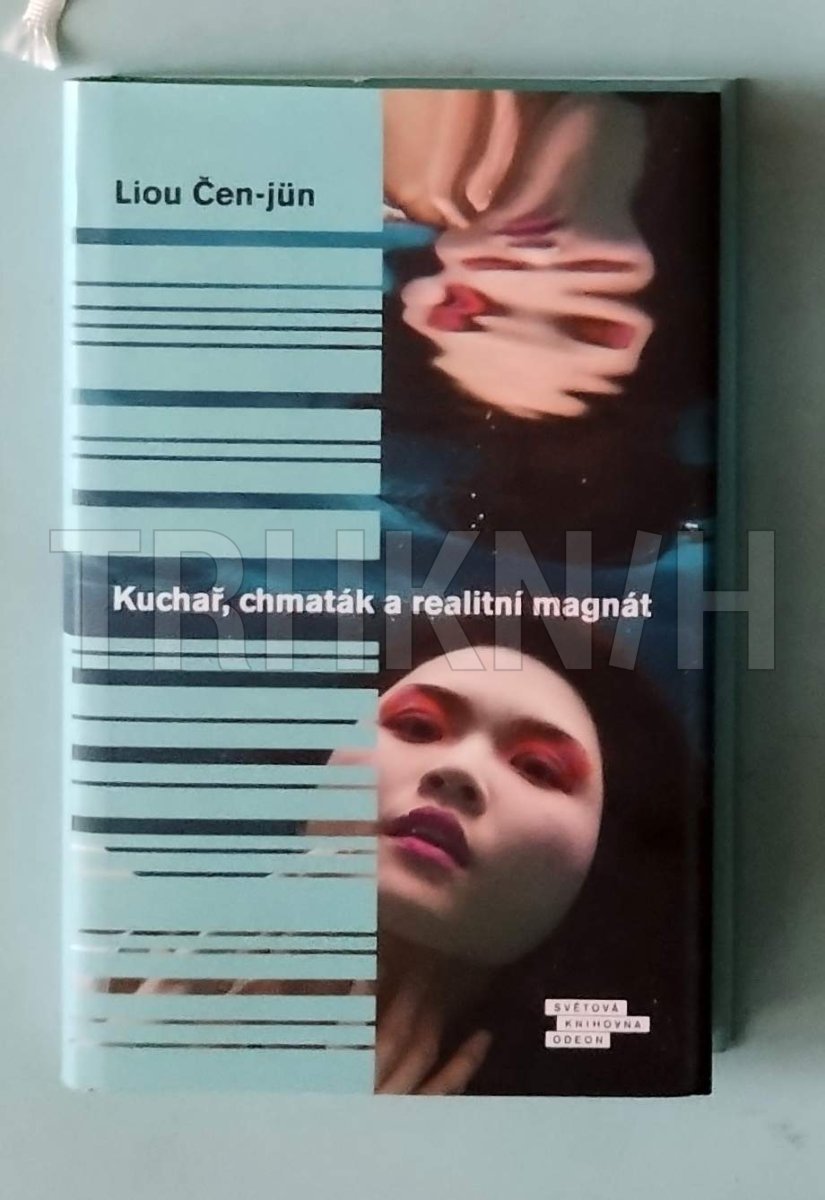 Liou Čen-jün
TRHKNIH
Kuchař, chmaták a realitní magnát
SVĚTOVÁ
KNIHOVNA
ODEON